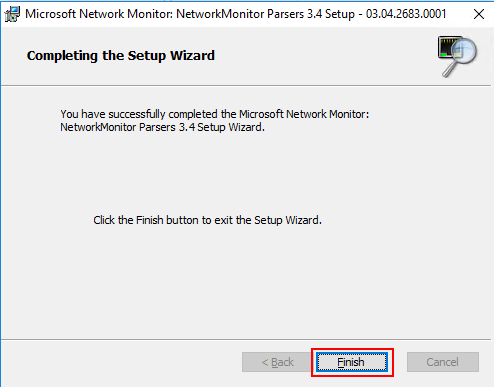 Microsoft Network Monitor: NetworkMonitor Parsers 3.4 Setup - 03.04.2683.0001
Completing the Setup Wizard
You have successfully completed the Microsoft Network Monitor:
NetworkMonitor Parsers 3.4 Setup Wizard.
Click the Finish button to exit the Setup Wizard.
< Back Finish Cancel